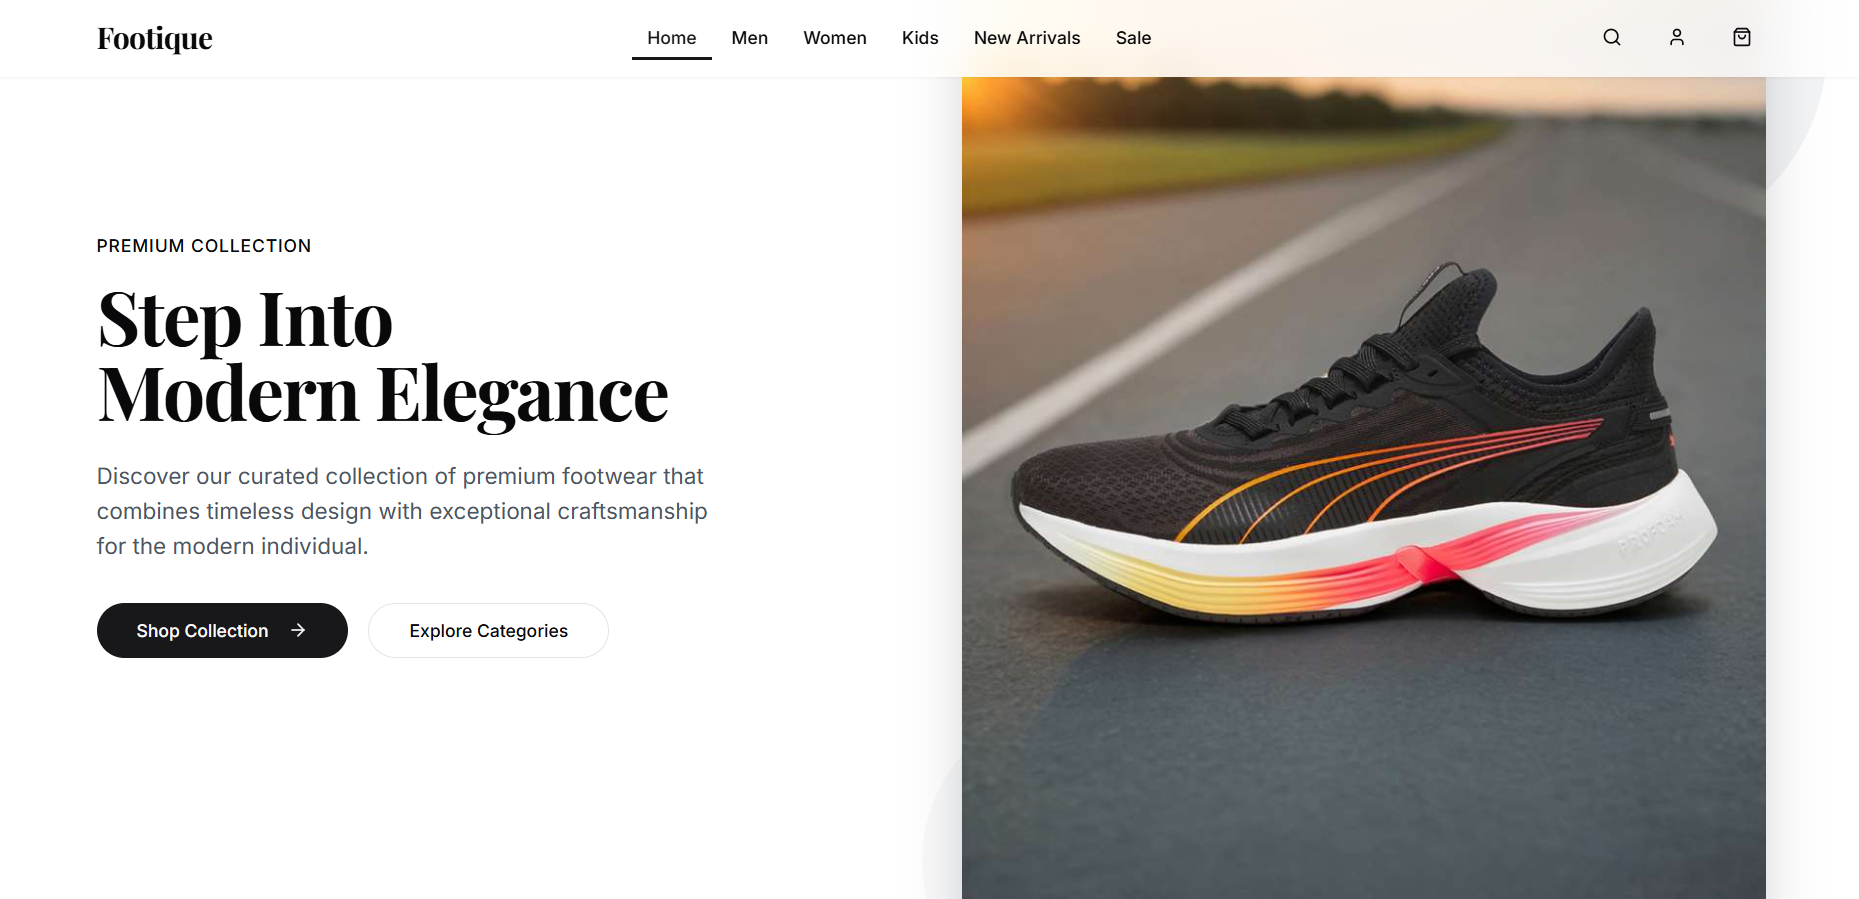 Footique
Home Men Women Kids New Arrivals Sale
PREMIUM COLLECTION
Step Into
Modern Elegance
Discover our curated collection of premium footwear that
combines timeless design with exceptional craftsmanship
for the modern individual.
Shop Collection Explore Categories
PROFOAM